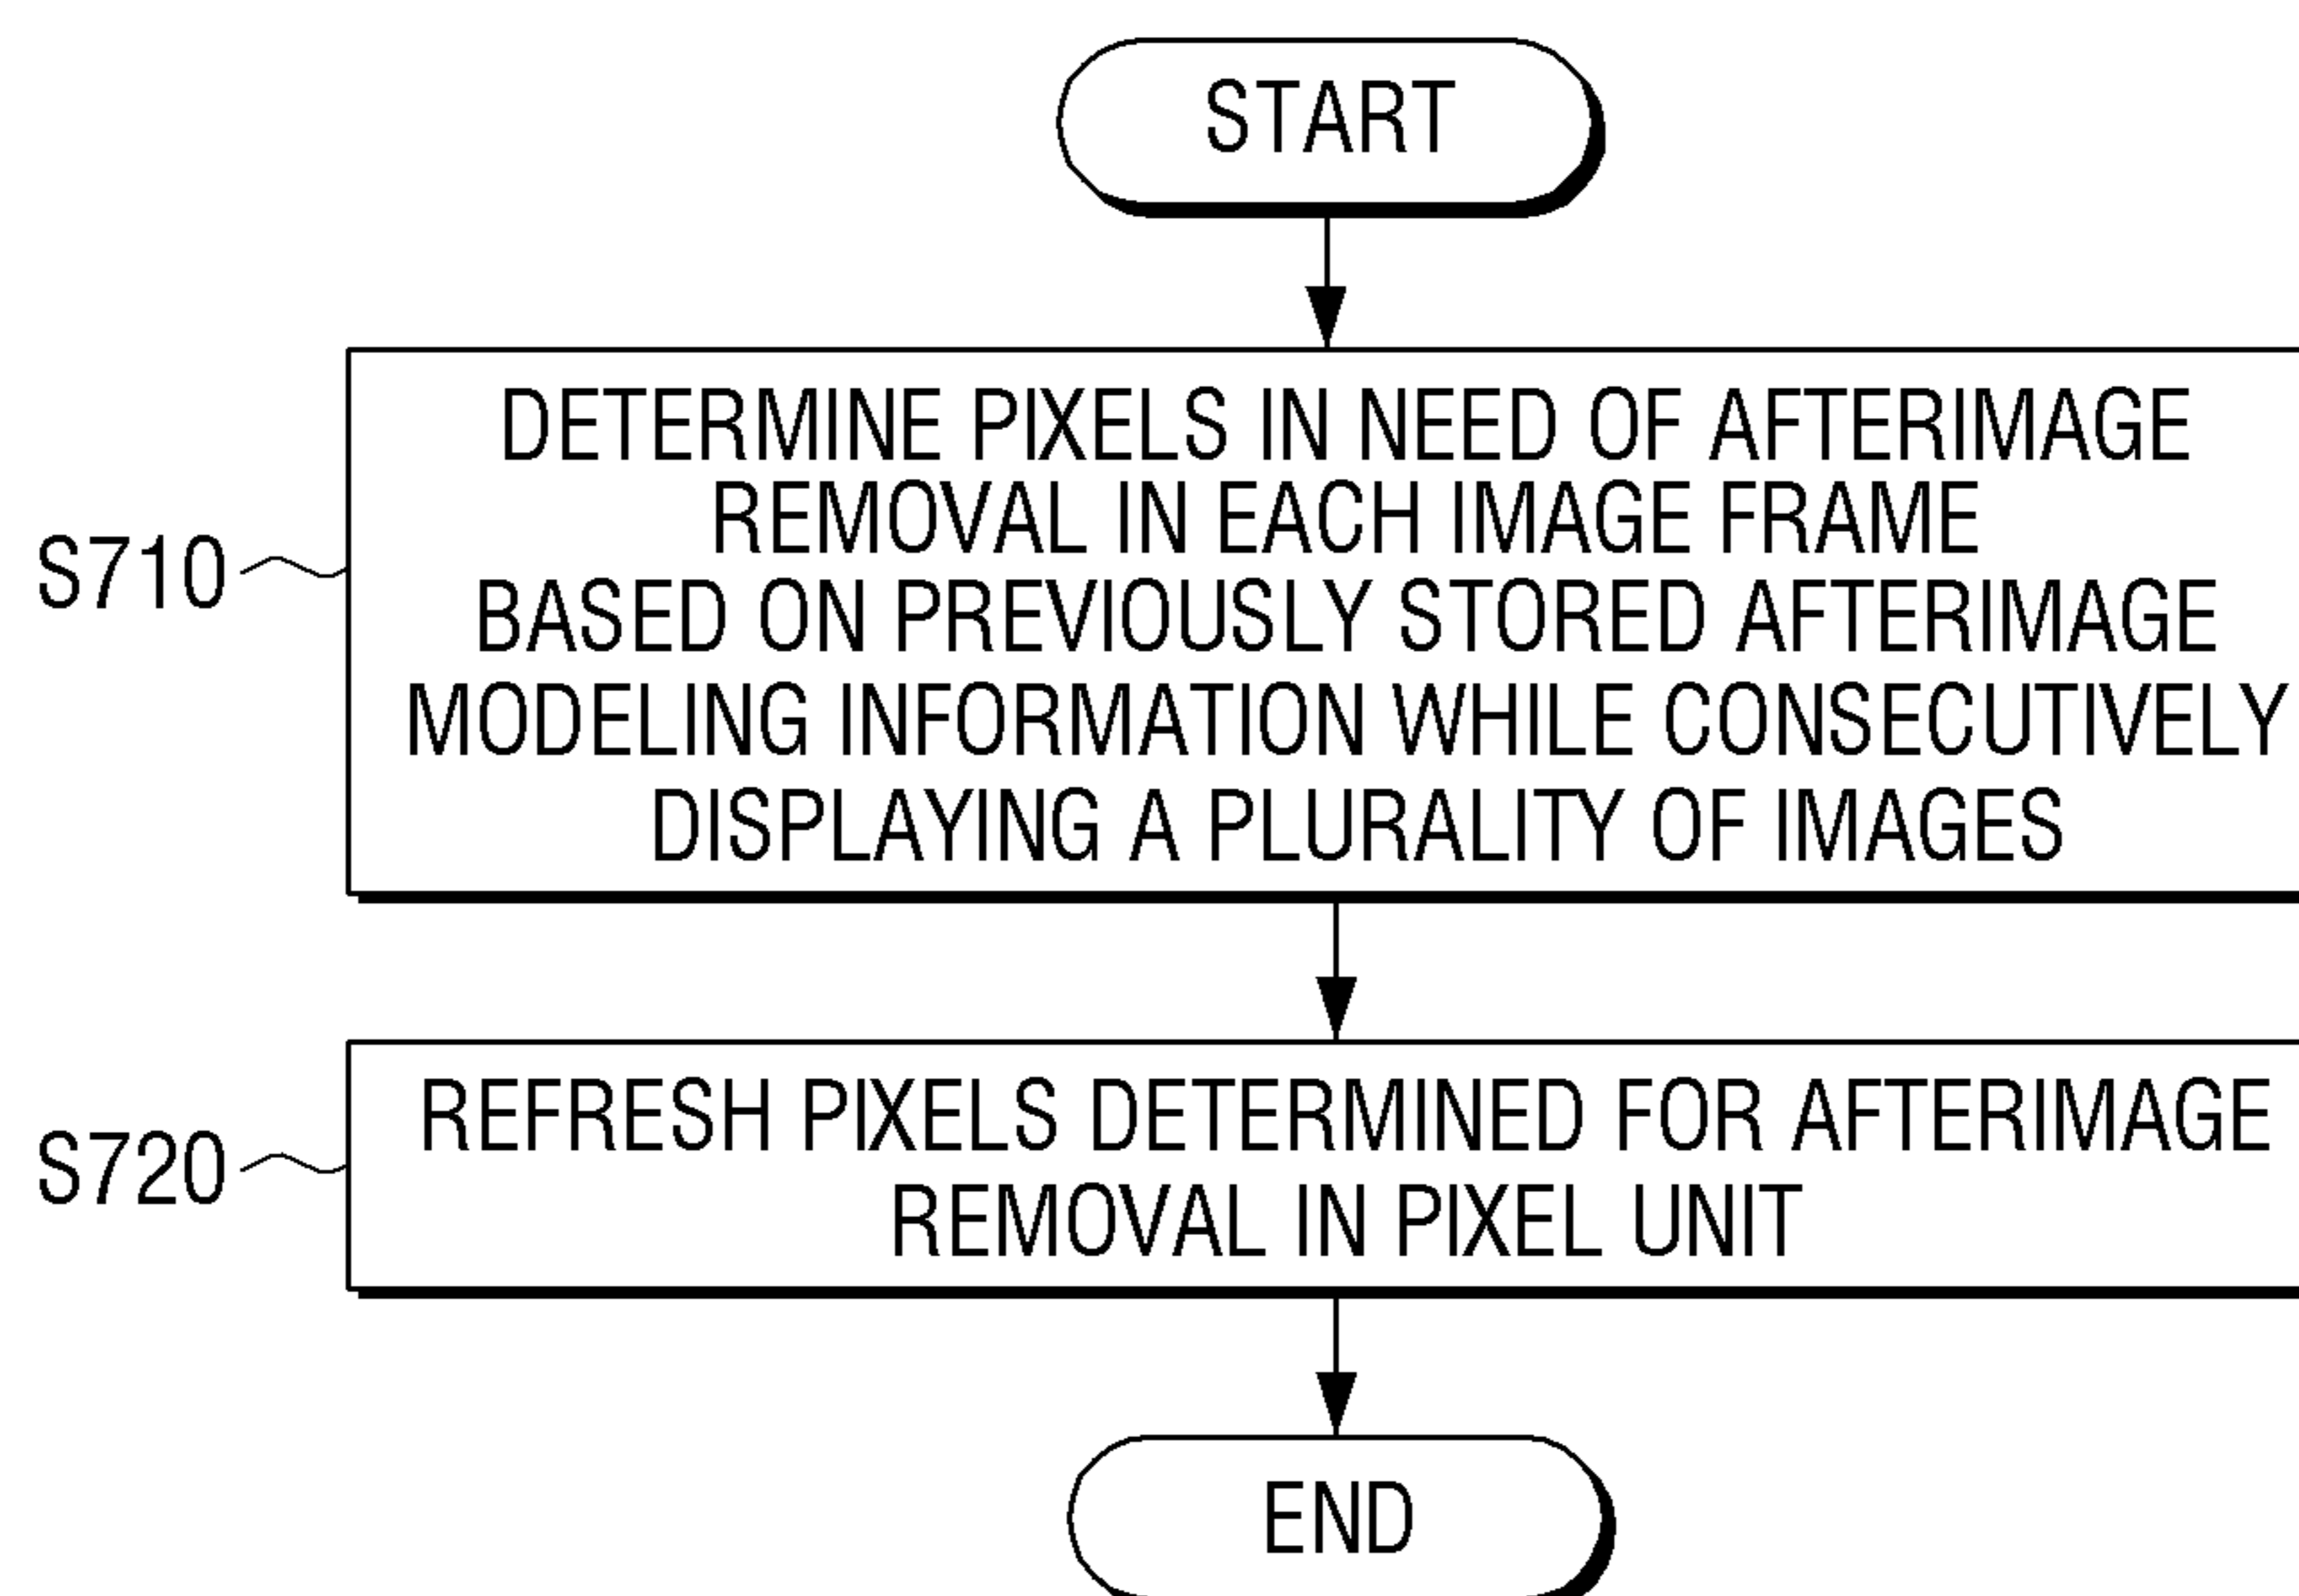 START
DETERMINE PIXELS IN NEED OF AFTERIMAGE
REMOVAL IN EACH IMAGE FRAME
S710
BASED ON PREVIOUSLY STORED AFTERIMAGE
MODELING INFORMATION WHILE CONSECUTIVELY
DISPLAYING A PLURALITY OF IMAGES
REFRESH PIXELS DETERMINED FOR AFTERIMAGE
S720
REMOVAL IN PIXEL UNIT
END